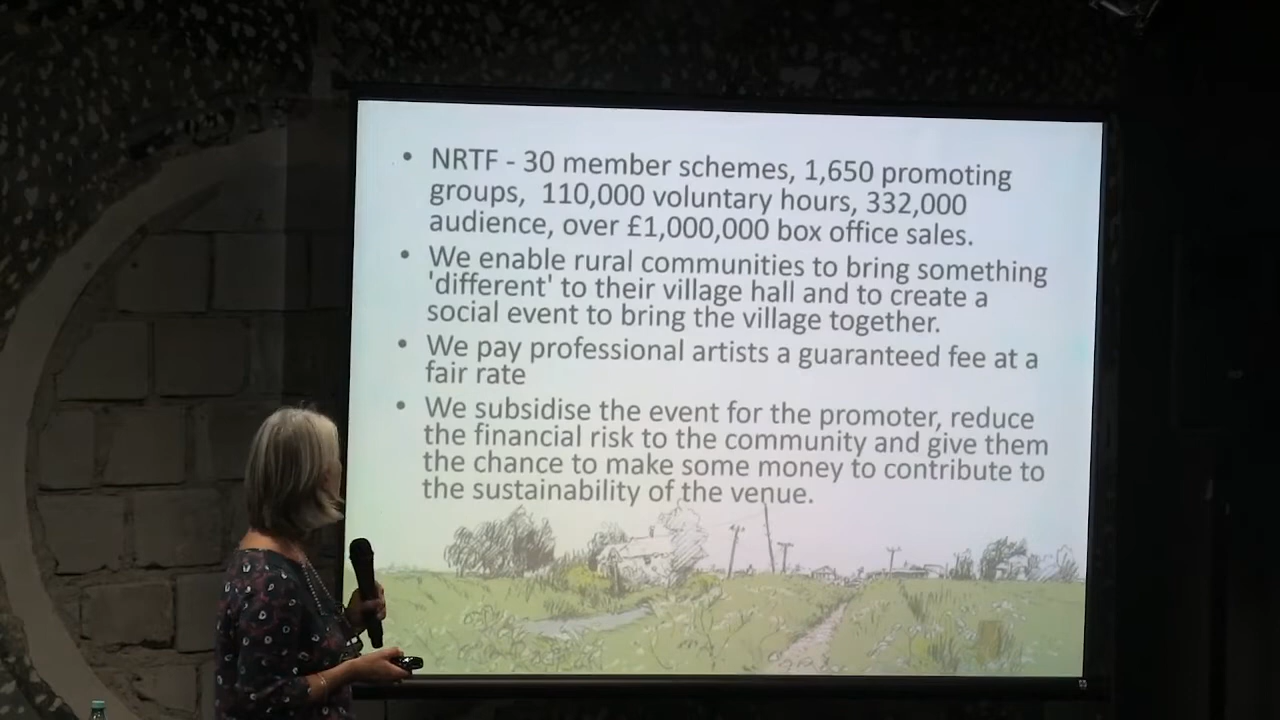 • NRTF - 30 member schemes, 1,650 promoting
groups, 110,000 voluntary hours, 332,000
audience, over £1,000,000 box office sales.
• We enable rural communities to bring something
'different' to their village hall and to create a
social event to bring the village together.
• We pay professional artists a guaranteed fee at a
fair rate
• We subsidise the event for the promoter, reduce
the financial risk to the community and give them
the chance to make some money to contribute to
the sustainability of the venue.